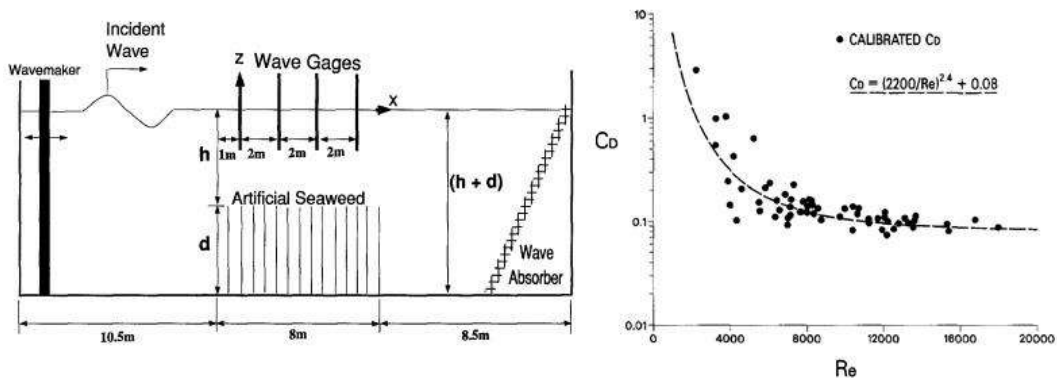 Incident
Wave
Wavemaker
Z
Wave Gages
X
1m
2m
2m
2m
h
(h + d)
Artificial Seaweed
d
Wave
Absorber
10.5m
8m
8.5m
10
1
0.1
0.01
CD
• CALIBRATED CD
CD = (2200/Re)^2.4 + 0.08
0
4000
8000
12000
16000
20000
Re